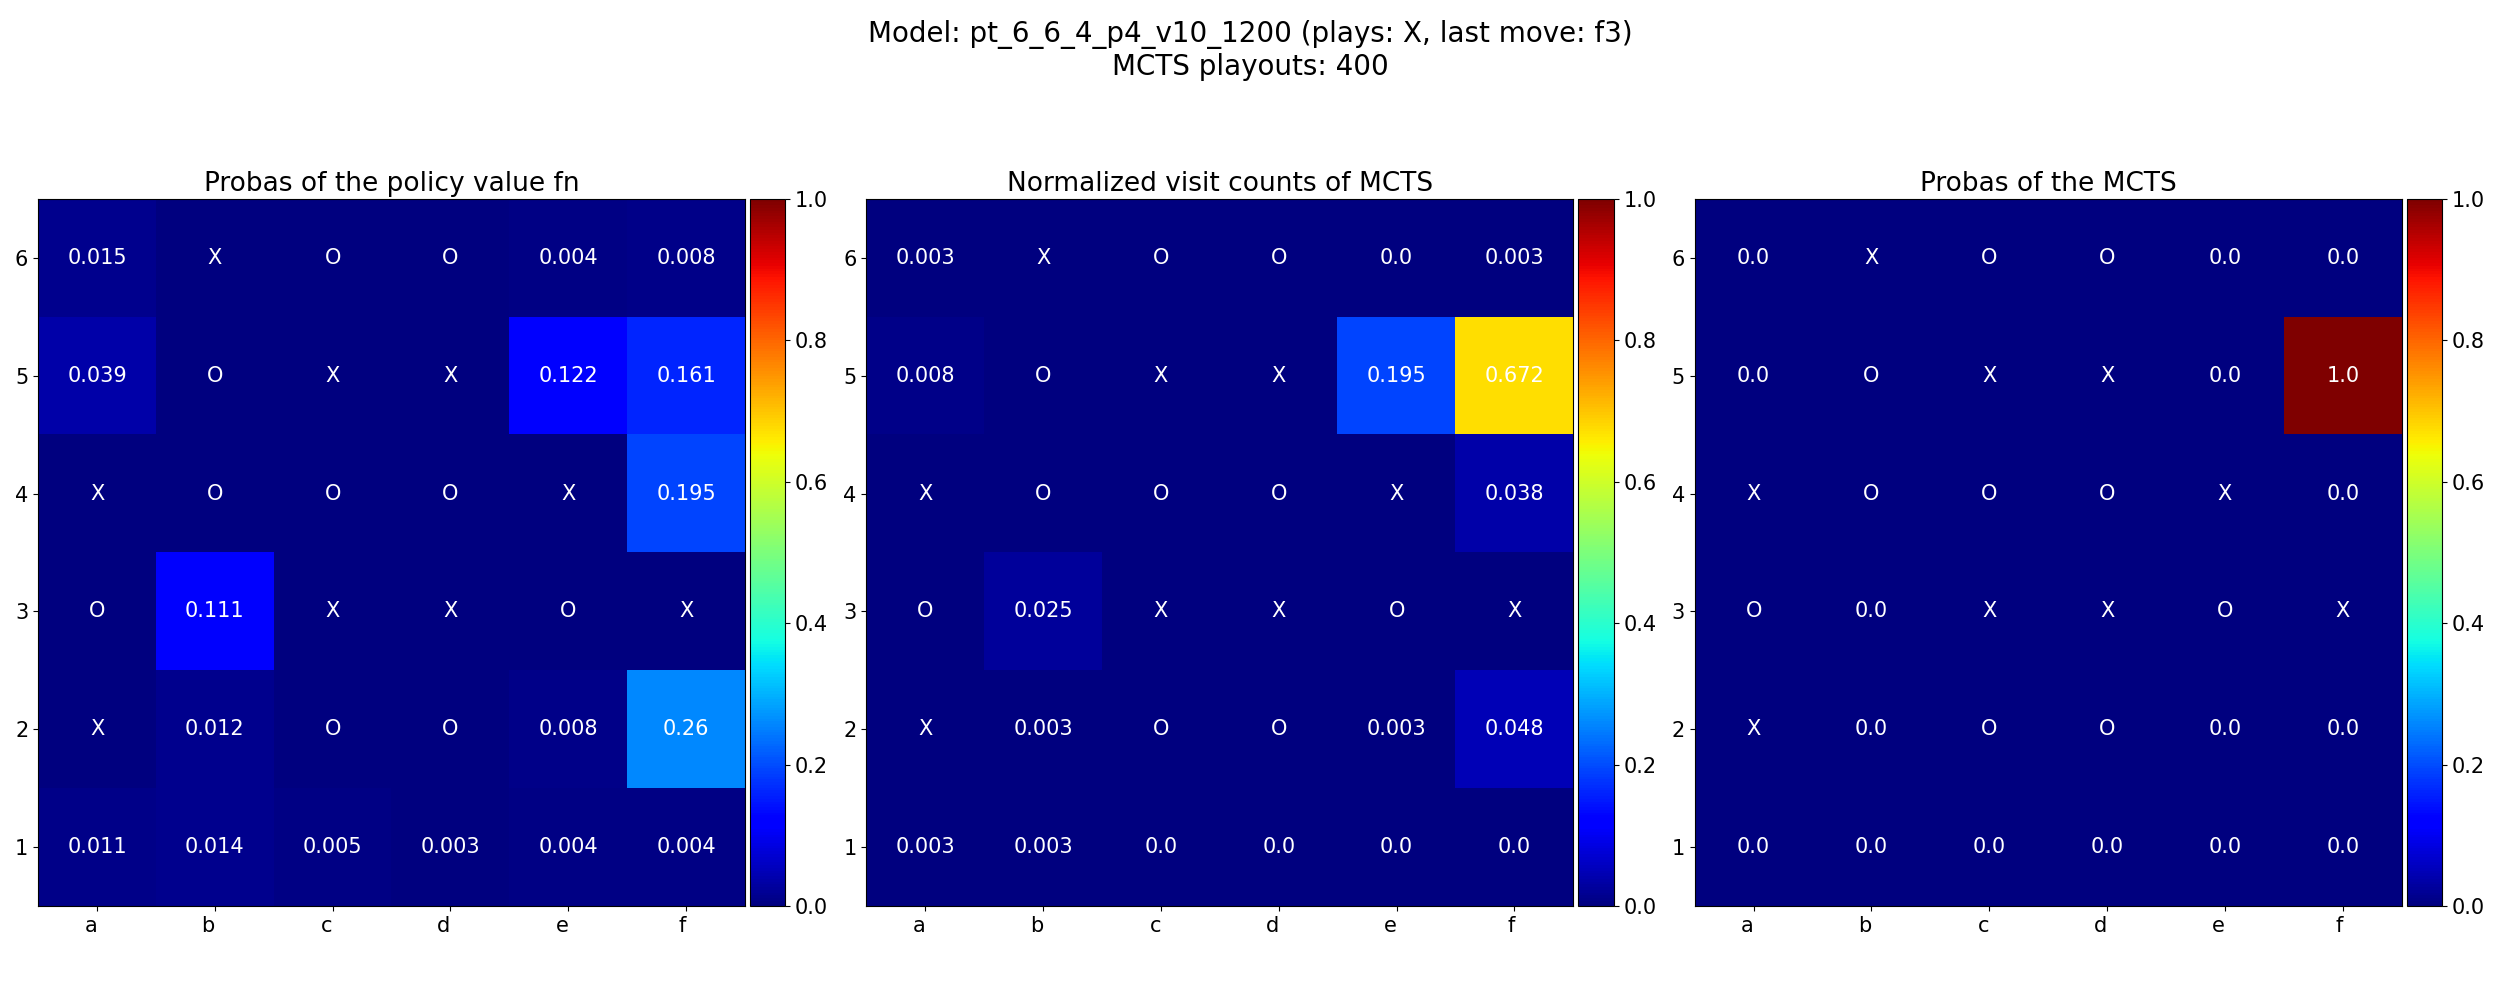 Model: pt_6_6_4_p4_v10_1200 (plays: X, last move: f3)
MCTS playouts: 400
Probas of the policy value fn
6 0.015 X O O 0.004 0.008
5 0.039 O X X 0.122 0.161
4 X O O O X 0.195
3 O 0.111 X X O X
2 X 0.012 O O 0.008 0.26
1 0.011 0.014 0.005 0.003 0.004 0.004
a b c d e f
1.0
0.8
0.6
0.4
0.2
0.0
Normalized visit counts of MCTS
6 0.003 X O O 0.0 0.003
5 0.008 O X X 0.195 0.672
4 X O O O X 0.038
3 O 0.025 X X O X
2 X 0.003 O O 0.003 0.048
1 0.003 0.003 0.0 0.0 0.0 0.0
a b c d e f
1.0
0.8
0.6
0.4
0.2
0.0
Probas of the MCTS
6 0.0 X O O 0.0 0.0
5 0.0 O X X 0.0 1.0
4 X O O O X 0.0
3 O 0.0 X X O X
2 X 0.0 O O 0.0 0.0
1 0.0 0.0 0.0 0.0 0.0 0.0
a b c d e f
1.0
0.8
0.6
0.4
0.2
0.0